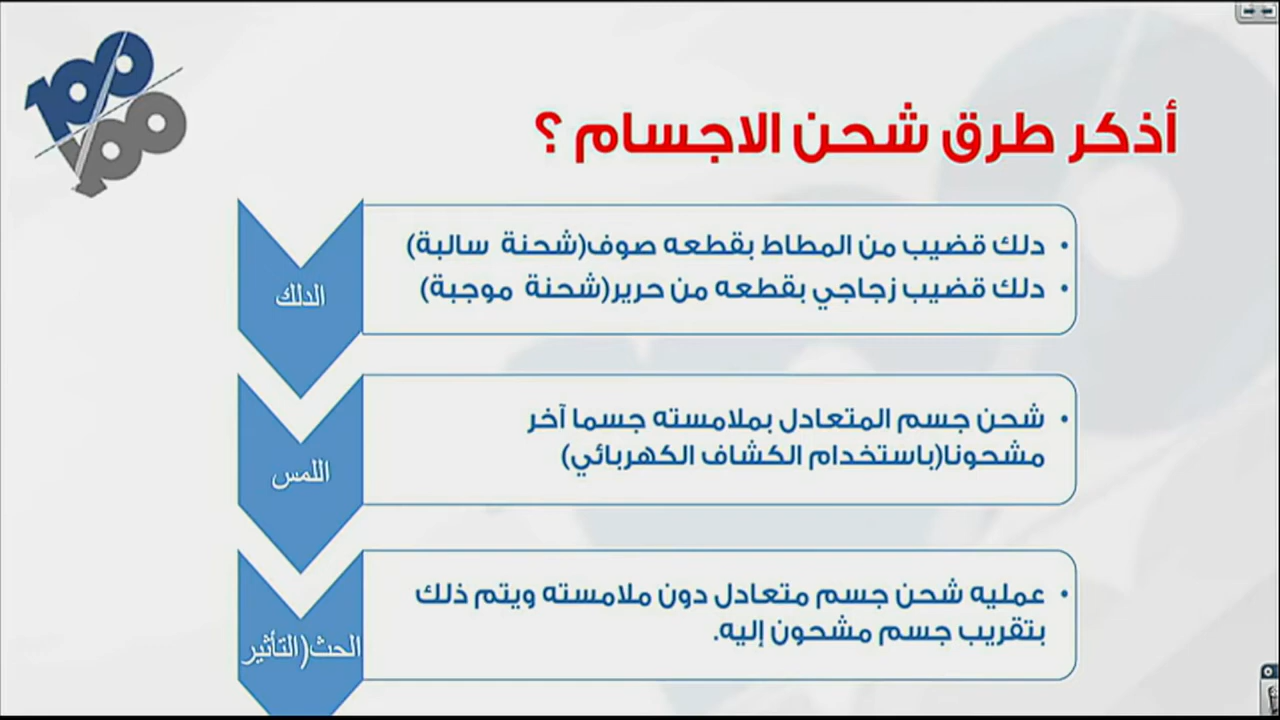 100
100
أذكر طرق شحن الاجسام ؟
الدلك
• دلك قضيب من المطاط بقطعه صوف(شحنة سالبة)
• دلك قضيب زجاجي بقطعه من حرير(شحنة موجبة)
اللمس
• شحن جسم المتعادل بملامسته جسما آخر
مشحونا(باستخدام الكشاف الكهربائي)
الحث(التأثير
• عمليه شحن جسم متعادل دون ملامسته ويتم ذلك
بتقريب جسم مشحون إليه.